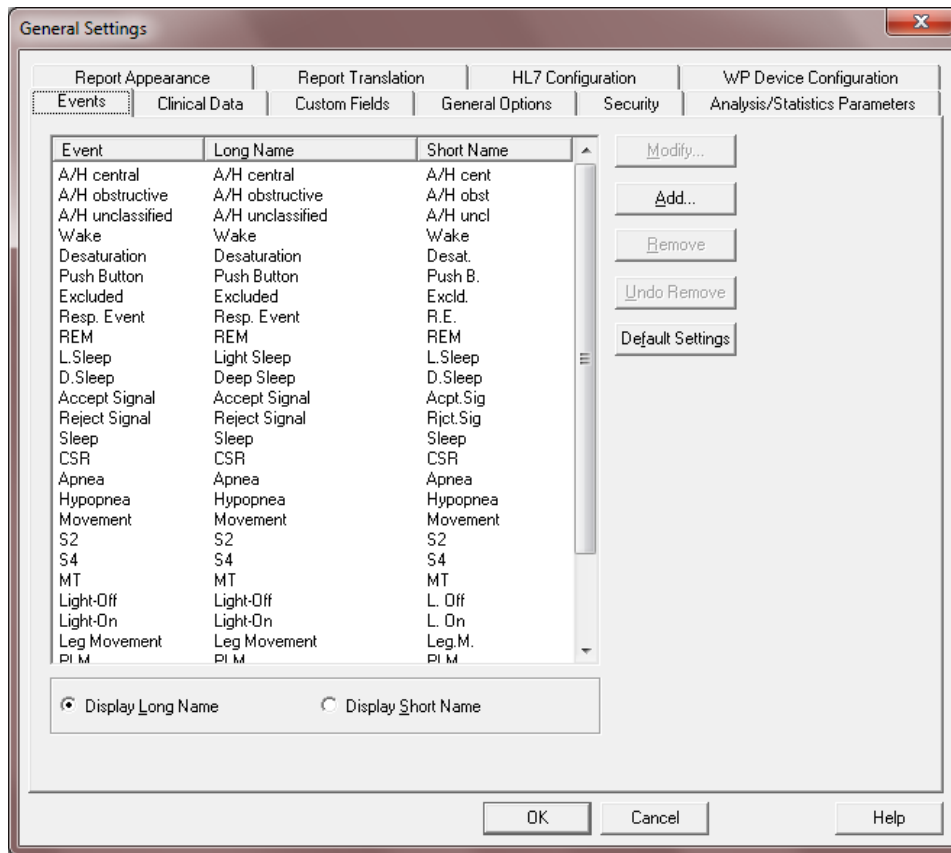 General Settings
Report Appearance Report Translation HL7 Configuration WP Device Configuration
Events Clinical Data Custom Fields General Options Security Analysis/Statistics Parameters
Event Long Name Short Name Modify...
A/H central A/H central A/H cent
A/H obstructive A/H obstructive A/H obst Add...
A/H unclassified A/H unclassified A/H uncl
Wake Wake Wake Remove
Desaturation Desaturation Desat.
Push Button Push Button Push B.
Excluded Excluded Excld. Undo Remove
Resp. Event Resp. Event R.E.
REM REM REM Default Settings
L.Sleep Light Sleep L.Sleep
D.Sleep Deep Sleep D.Sleep
Accept Signal Accept Signal Acpt.Sig
Reject Signal Reject Signal Rjct.Sig
Sleep Sleep Sleep
CSR CSR CSR
Apnea Apnea Apnea
Hypopnea Hypopnea Hypopnea
Movement Movement Movement
S2 S2 S2
S4 S4 S4
MT MT MT
Light-Off Light-Off L. Off
Light-On Light-On L. On
Leg Movement Leg Movement Leg.M.
PLM PLM PLM
Display Long Name Display Short Name
OK Cancel Help